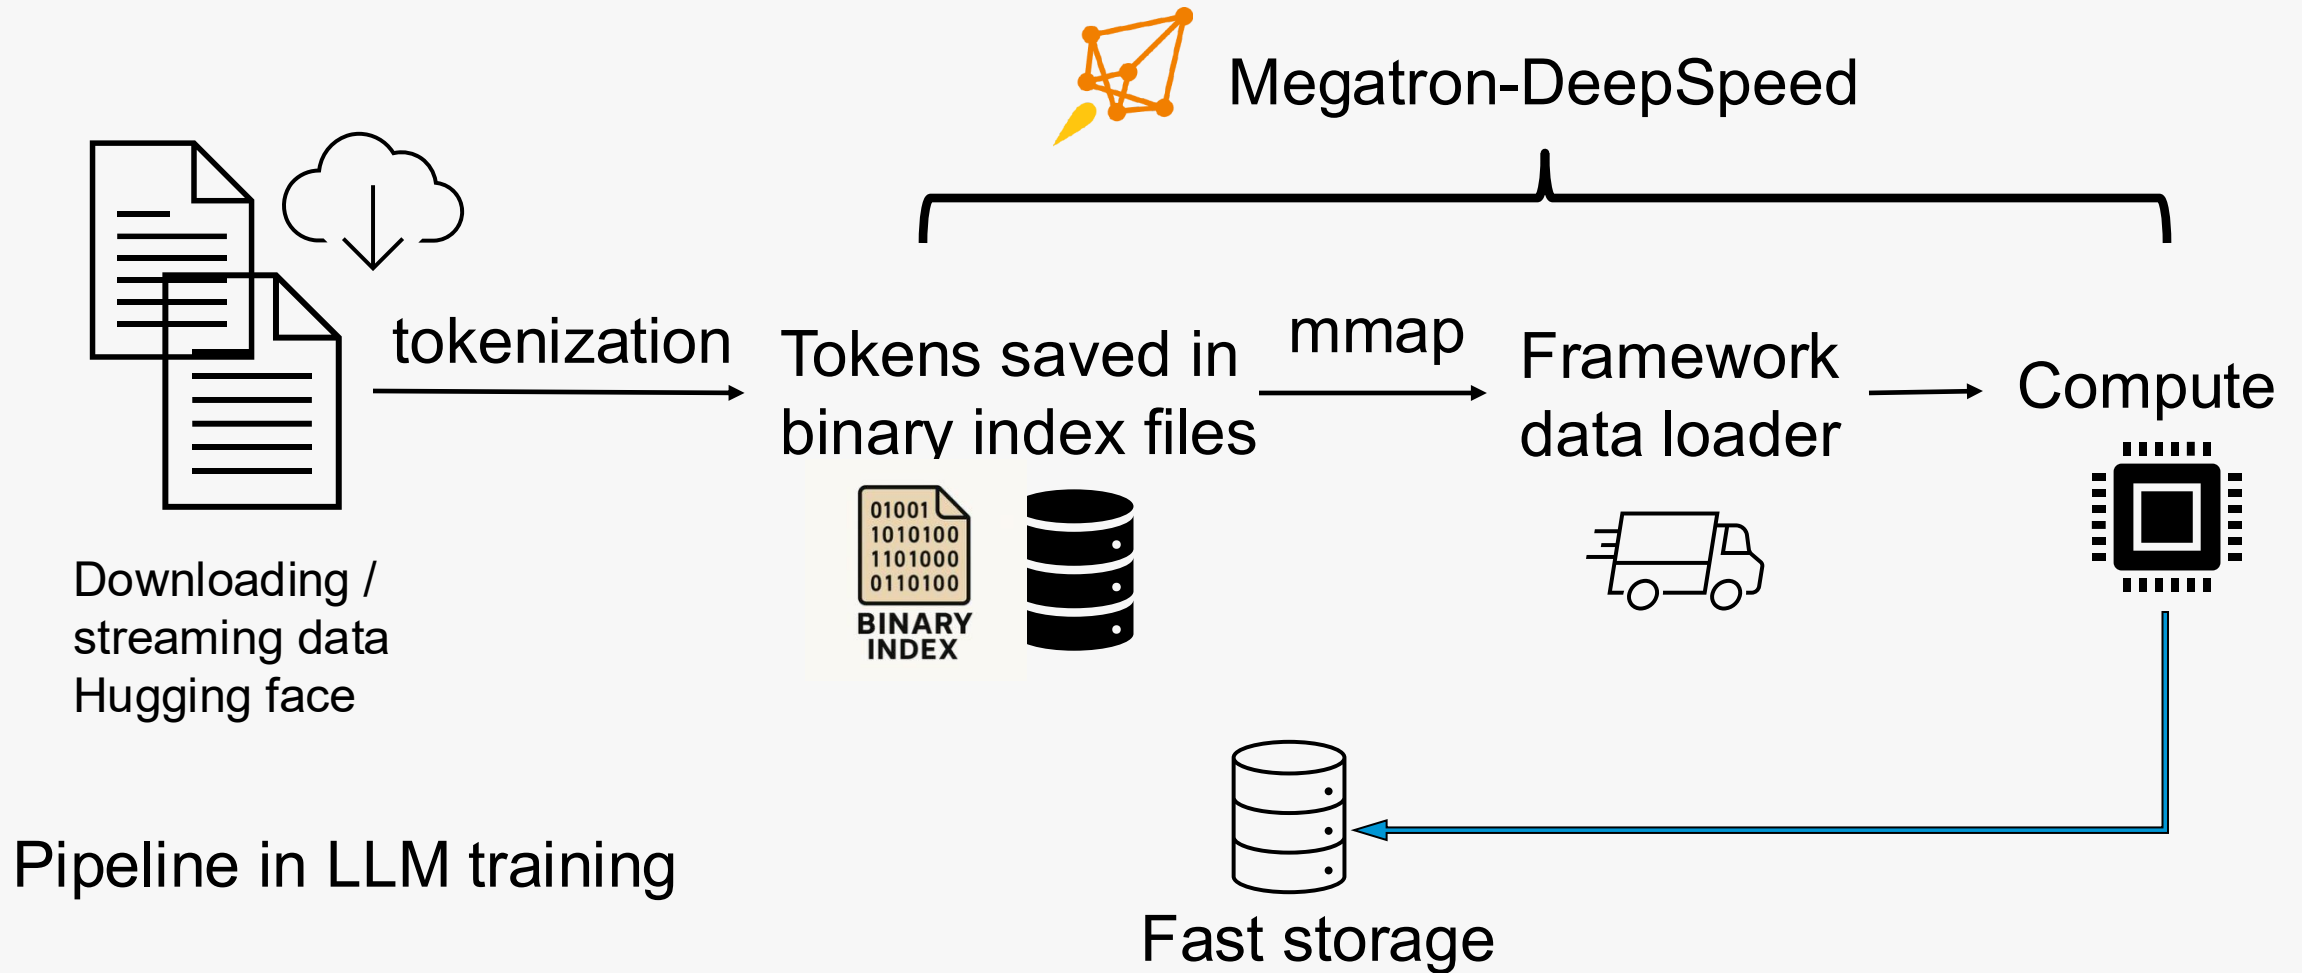 Megatron-DeepSpeed
tokenization
Tokens saved in
binary index files
mmap
Framework
data loader
Compute
01001
1010100
1101000
0110100
BINARY
INDEX
Downloading /
streaming data
Hugging face
Pipeline in LLM training
Fast storage